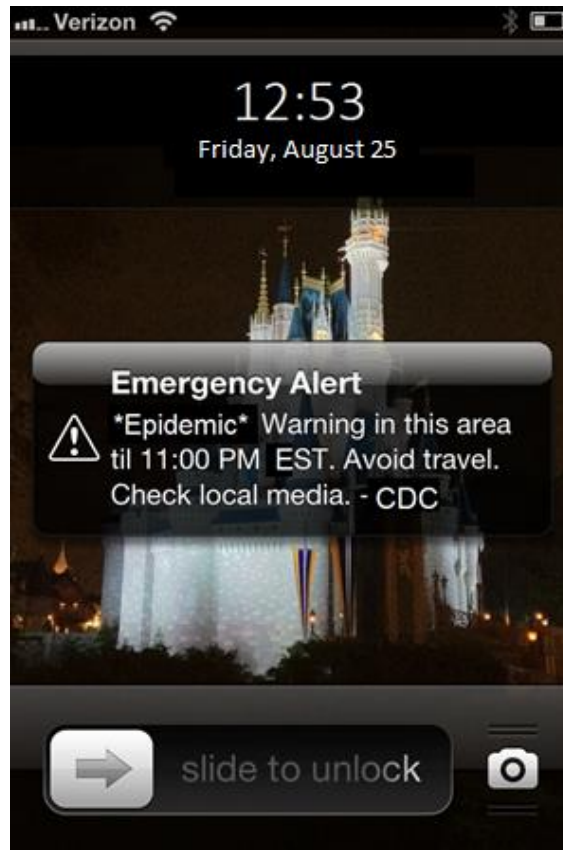 Verizon
12:53
Friday, August 25
Emergency Alert
*Epidemic* Warning in this area
til 11:00 PM EST. Avoid travel.
Check local media. - CDC
slide to unlock